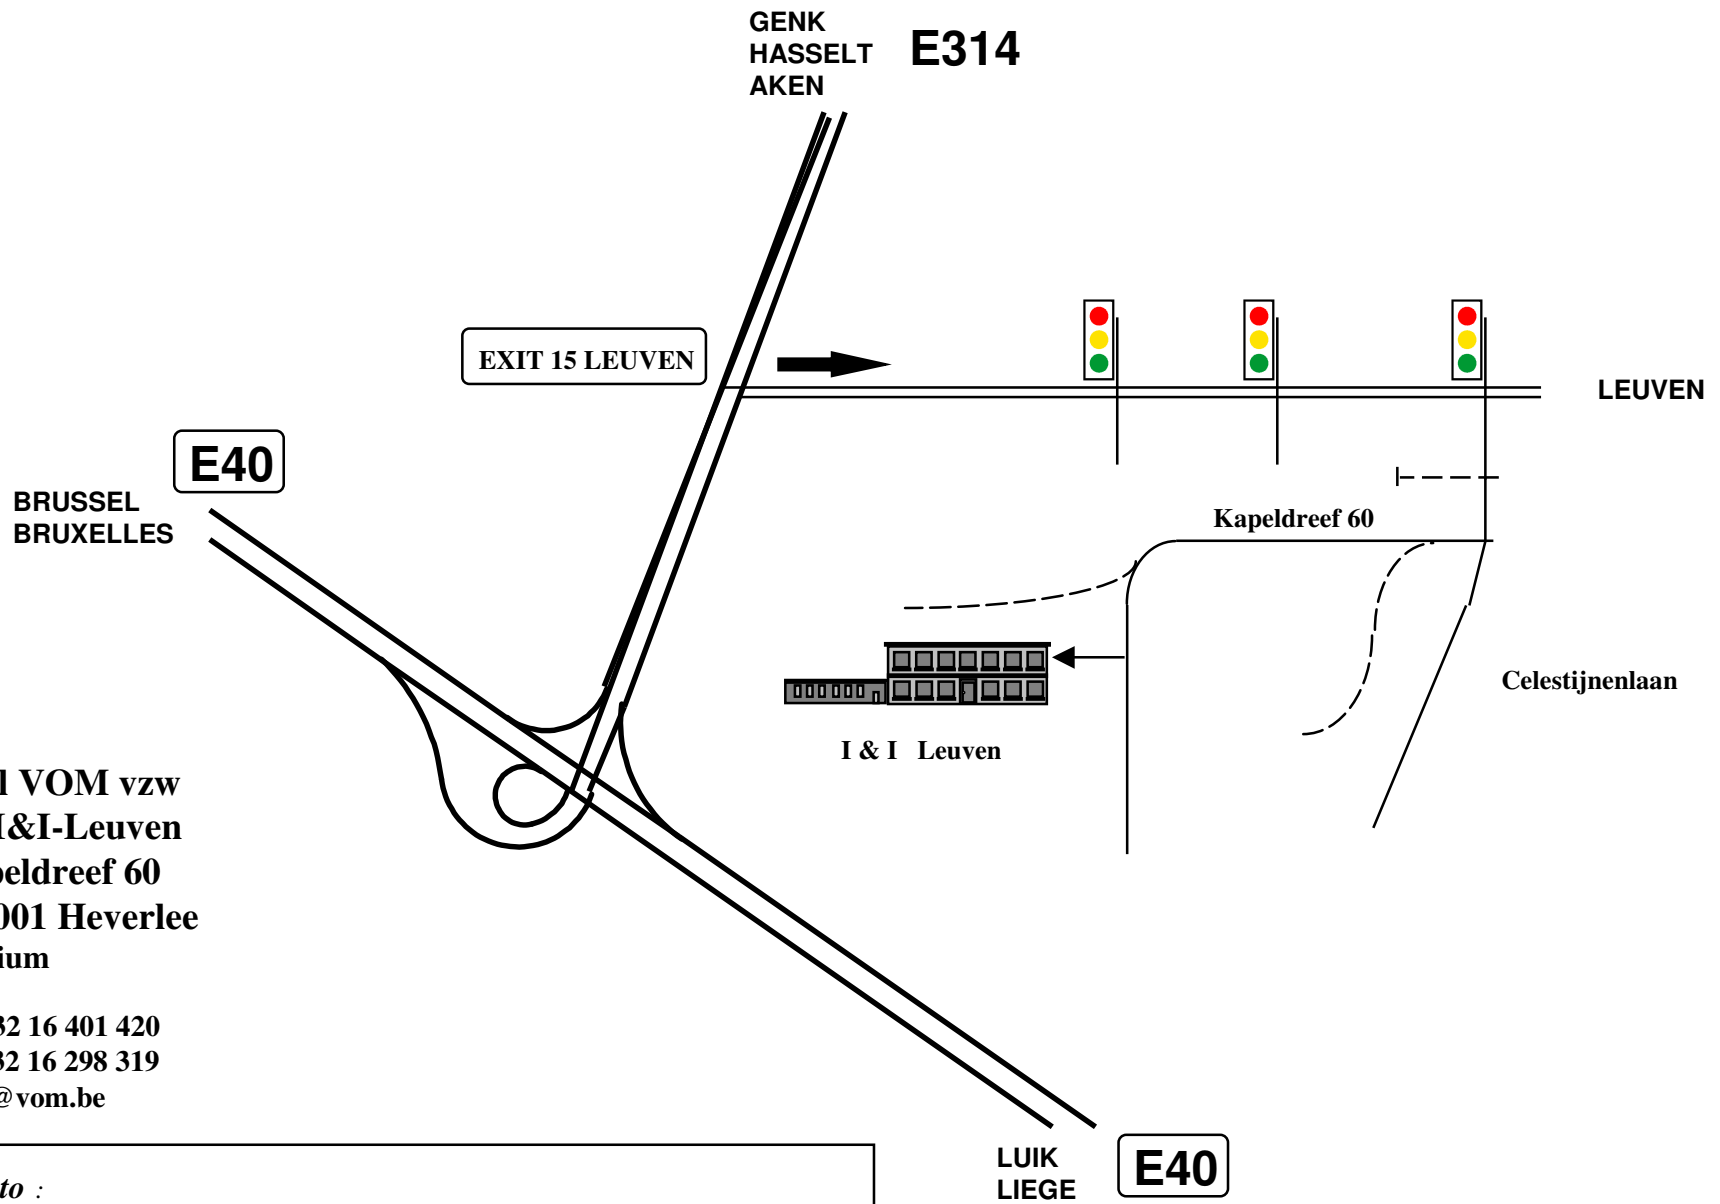 GENK
HASSELT
AKEN
E314
EXIT 15 LEUVEN
LEUVEN
E40
BRUSSEL
BRUXELLES
Kapeldreef 60
Celestijnenlaan
I & I Leuven
VOM vzw
I&I-Leuven
peldreef 60
001 Heverlee
ium
32 16 401 420
32 16 298 319
@vom.be
LUIK
LIEGE
E40
to :